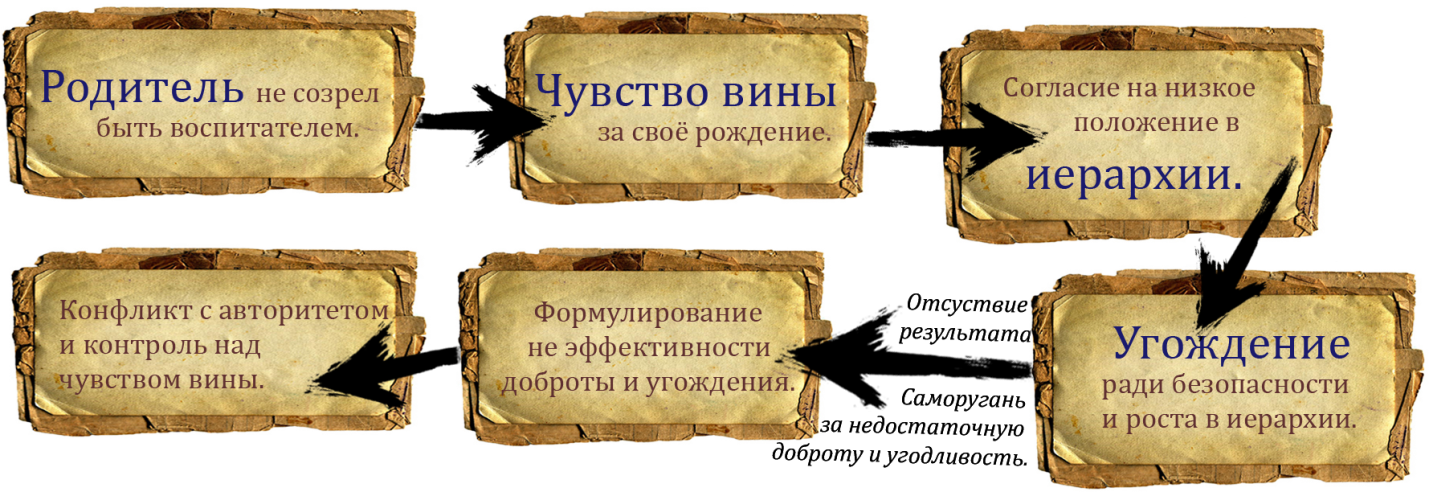 Родитель не созрел
быть воспитателем.
Чувство вины
за своё рождение.
Согласие на низкое
положение в
иерархии.
Угождение
ради безопасности
и роста в иерархии.
Отсуствие
результата
Саморугань
за недостаточную
доброту и угодливость.
Формулирование
не эффективности
доброты и угождения.
Конфликт с авторитетом
и контроль над
чувством вины.